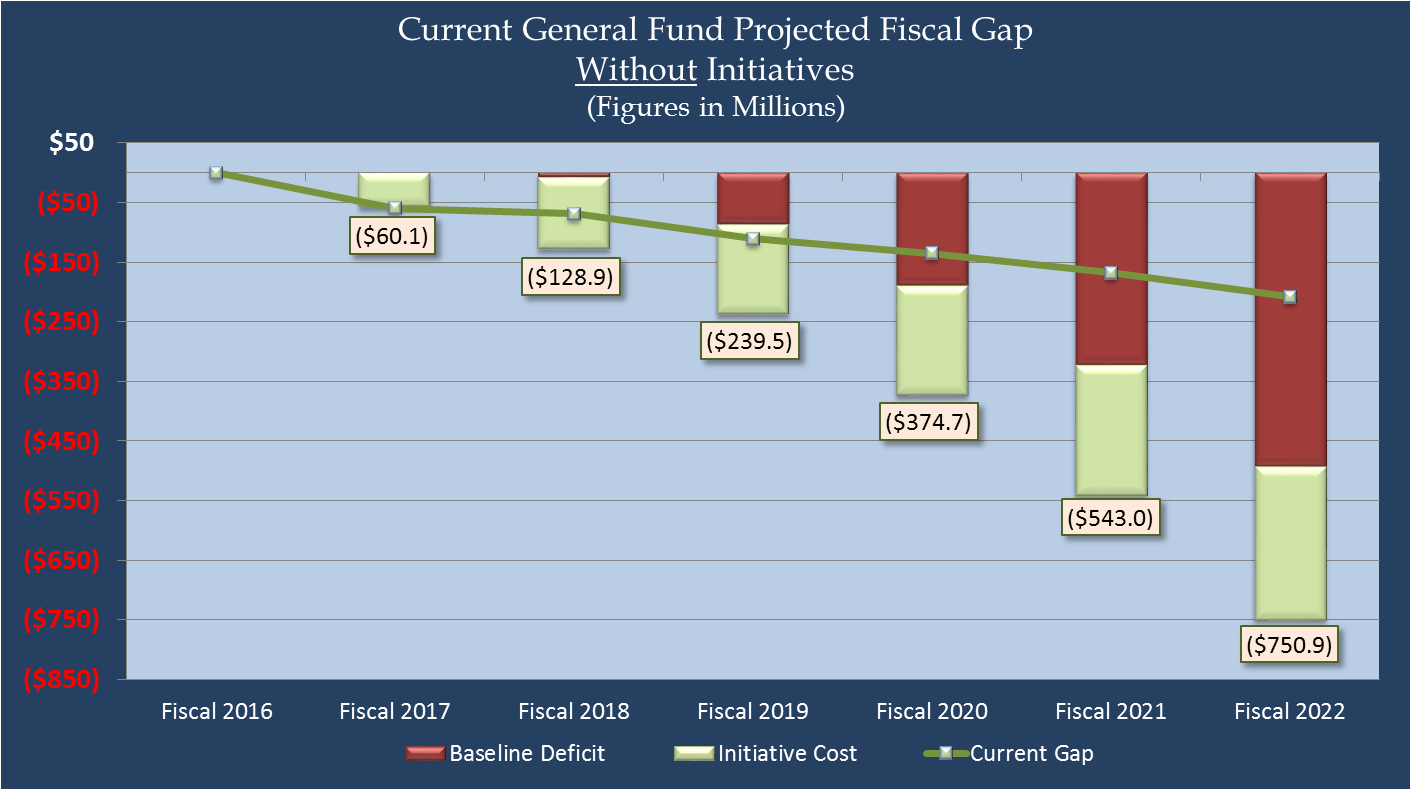 Current General Fund Projected Fiscal Gap
Without Initiatives
(Figures in Millions)
$50
($50)
($150)
($250)
($350)
($450)
($550)
($650)
($750)
($850)
($60.1)
($128.9)
($239.5)
($374.7)
($543.0)
($750.9)
Fiscal 2016
Fiscal 2017
Fiscal 2018
Fiscal 2019
Fiscal 2020
Fiscal 2021
Fiscal 2022
Baseline Deficit
Initiative Cost
Current Gap